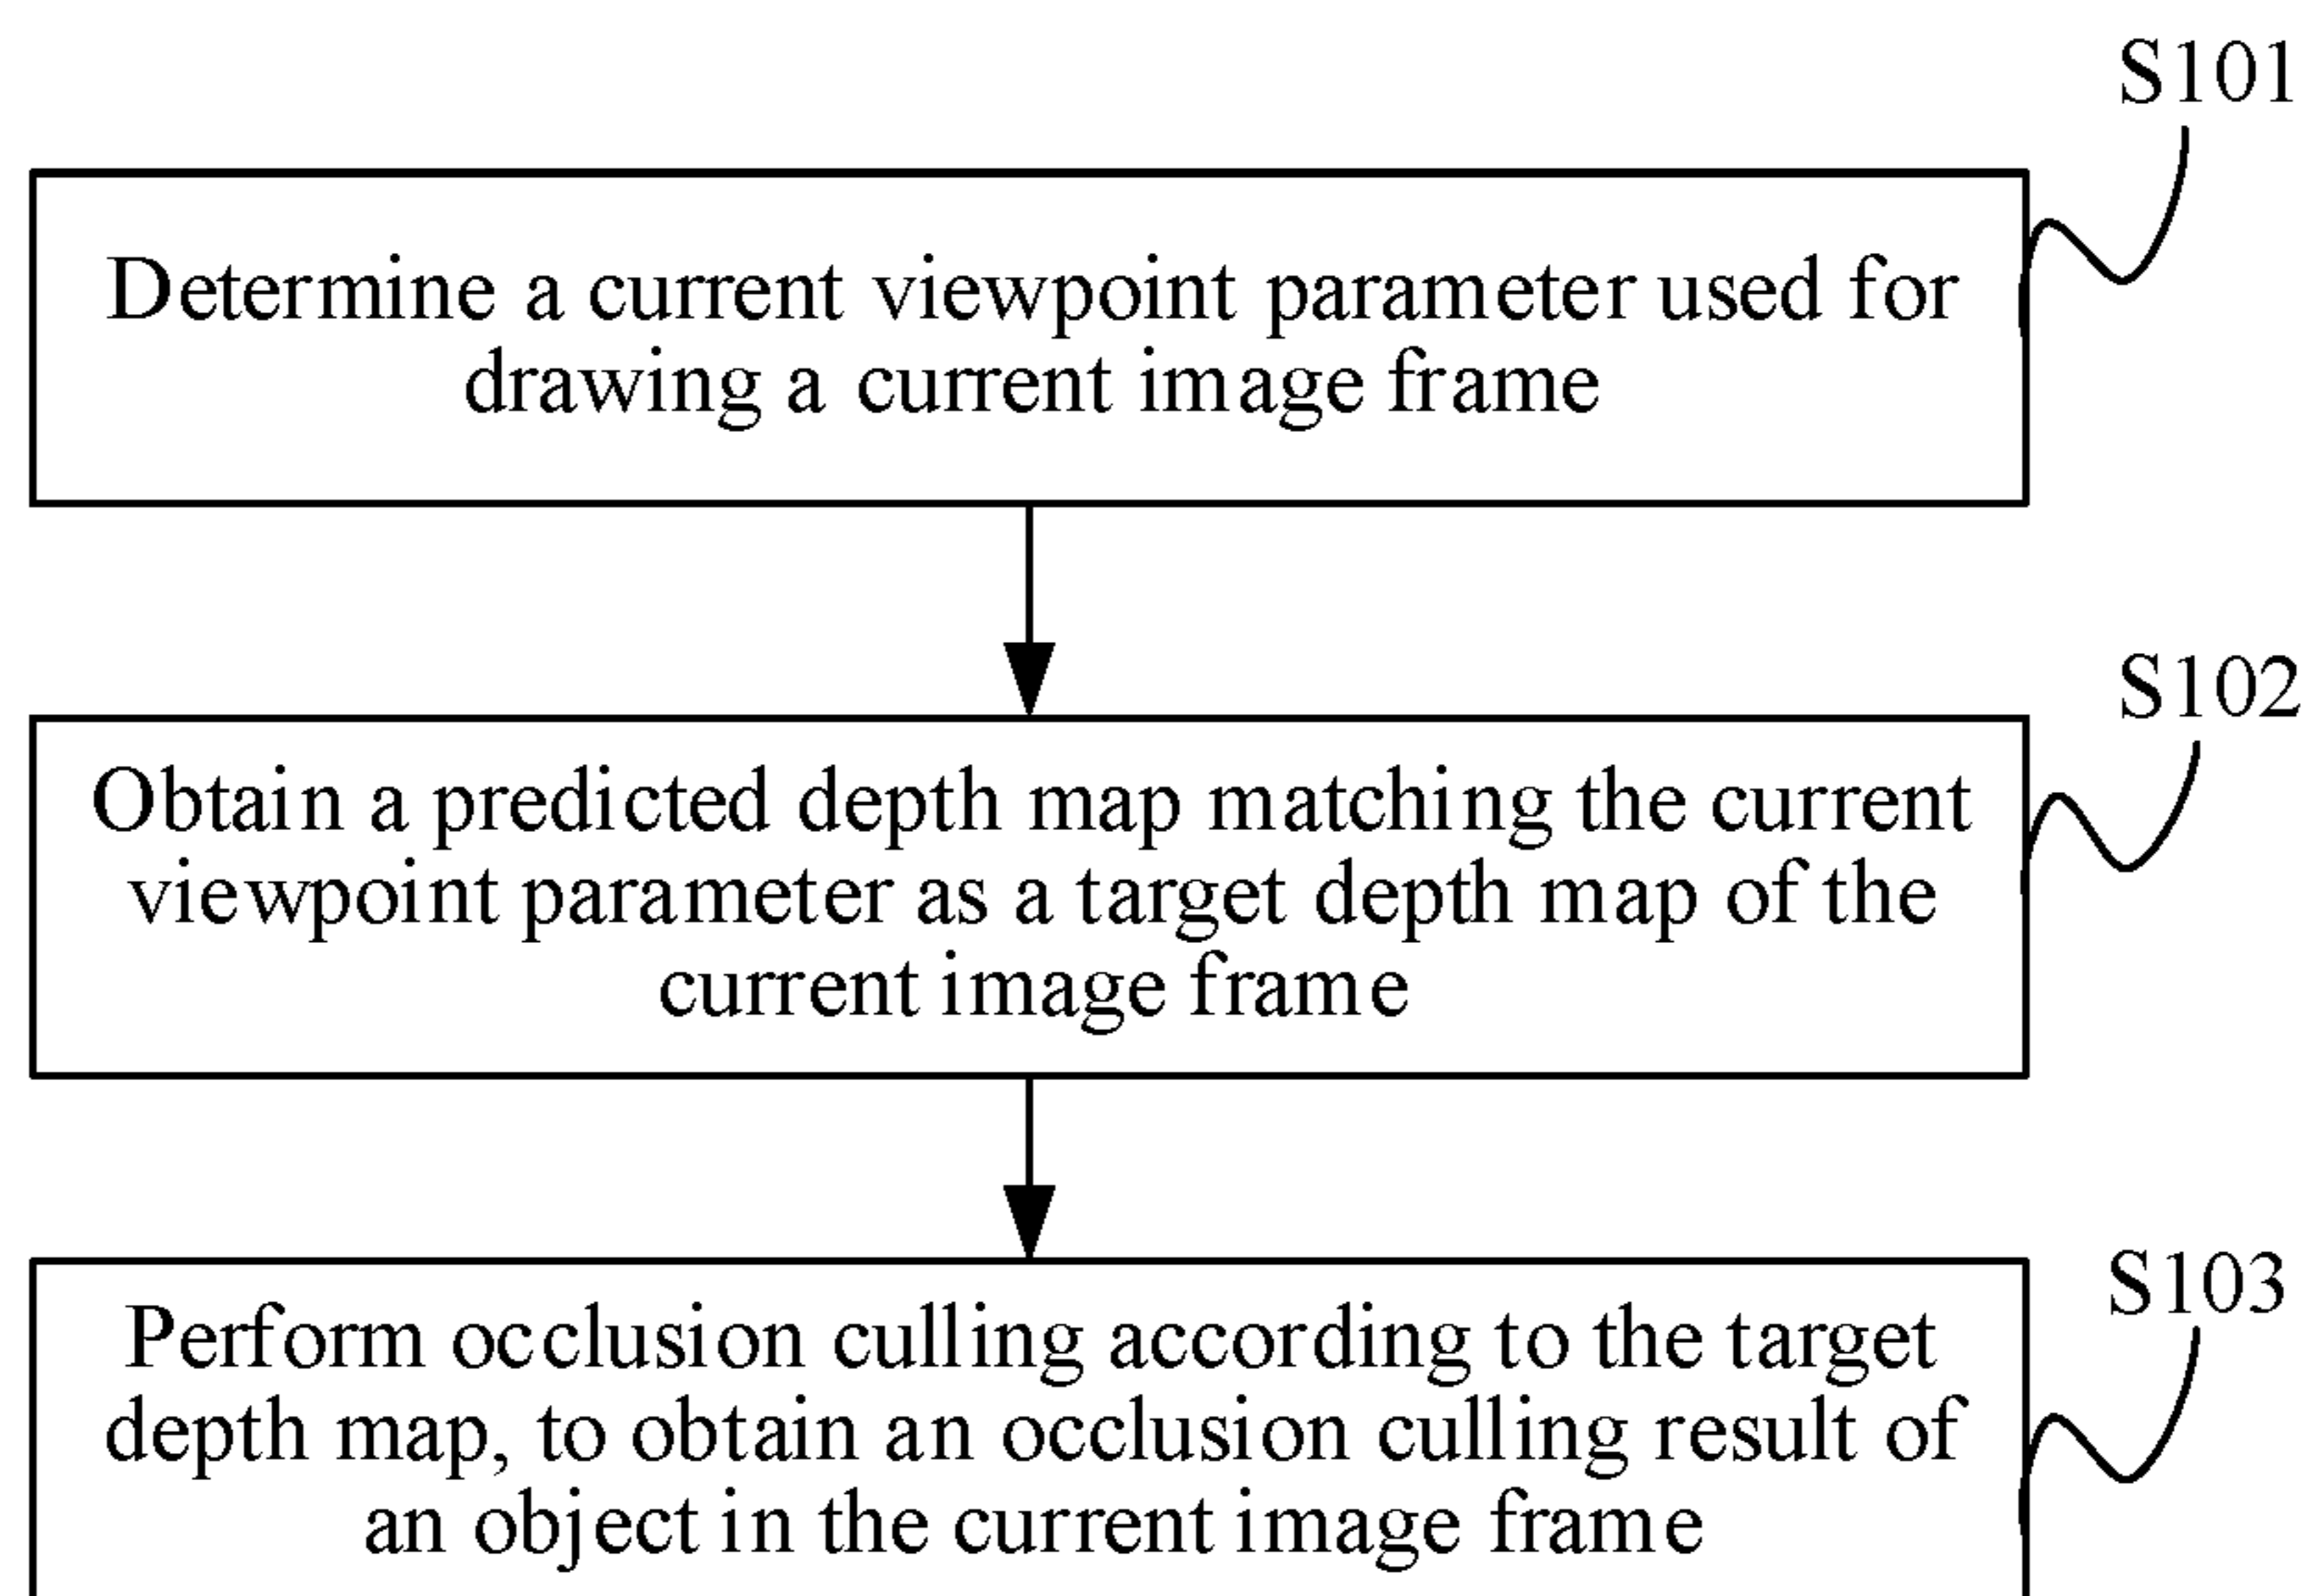 S101
Determine a current viewpoint parameter used for
drawing a current image frame
S102
Obtain a predicted depth map matching the current
viewpoint parameter as a target depth map of the
current image frame
S103
Perform occlusion culling according to the target
depth map, to obtain an occlusion culling result of
an object in the current image frame